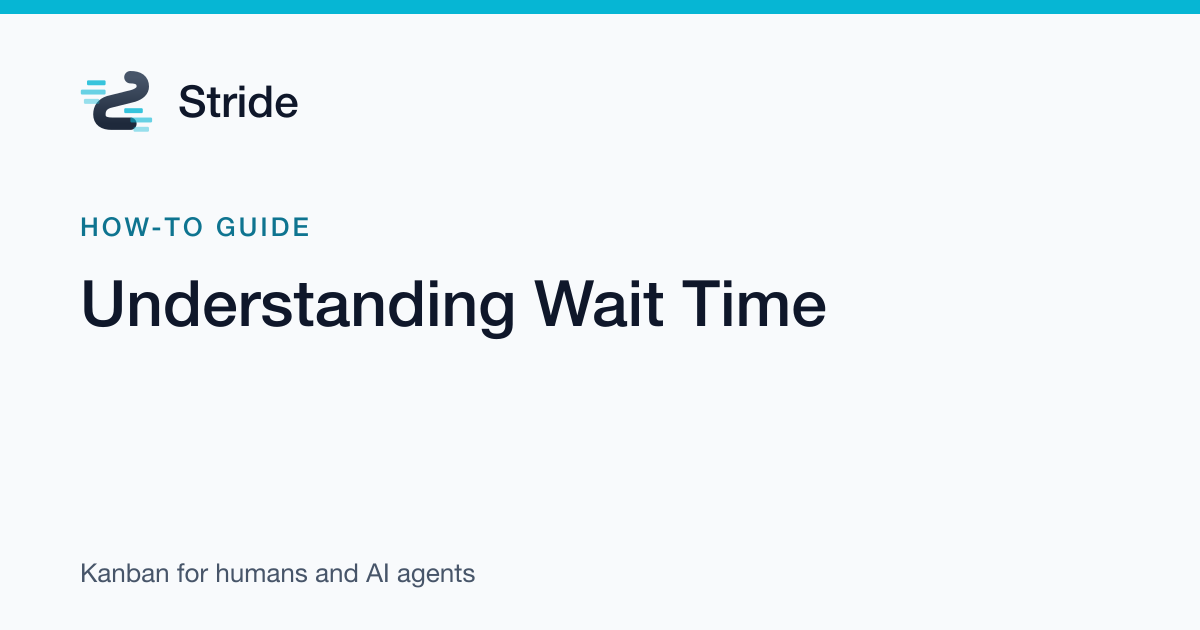 Stride
HOW-TO GUIDE
Understanding Wait Time
Kanban for humans and AI agents